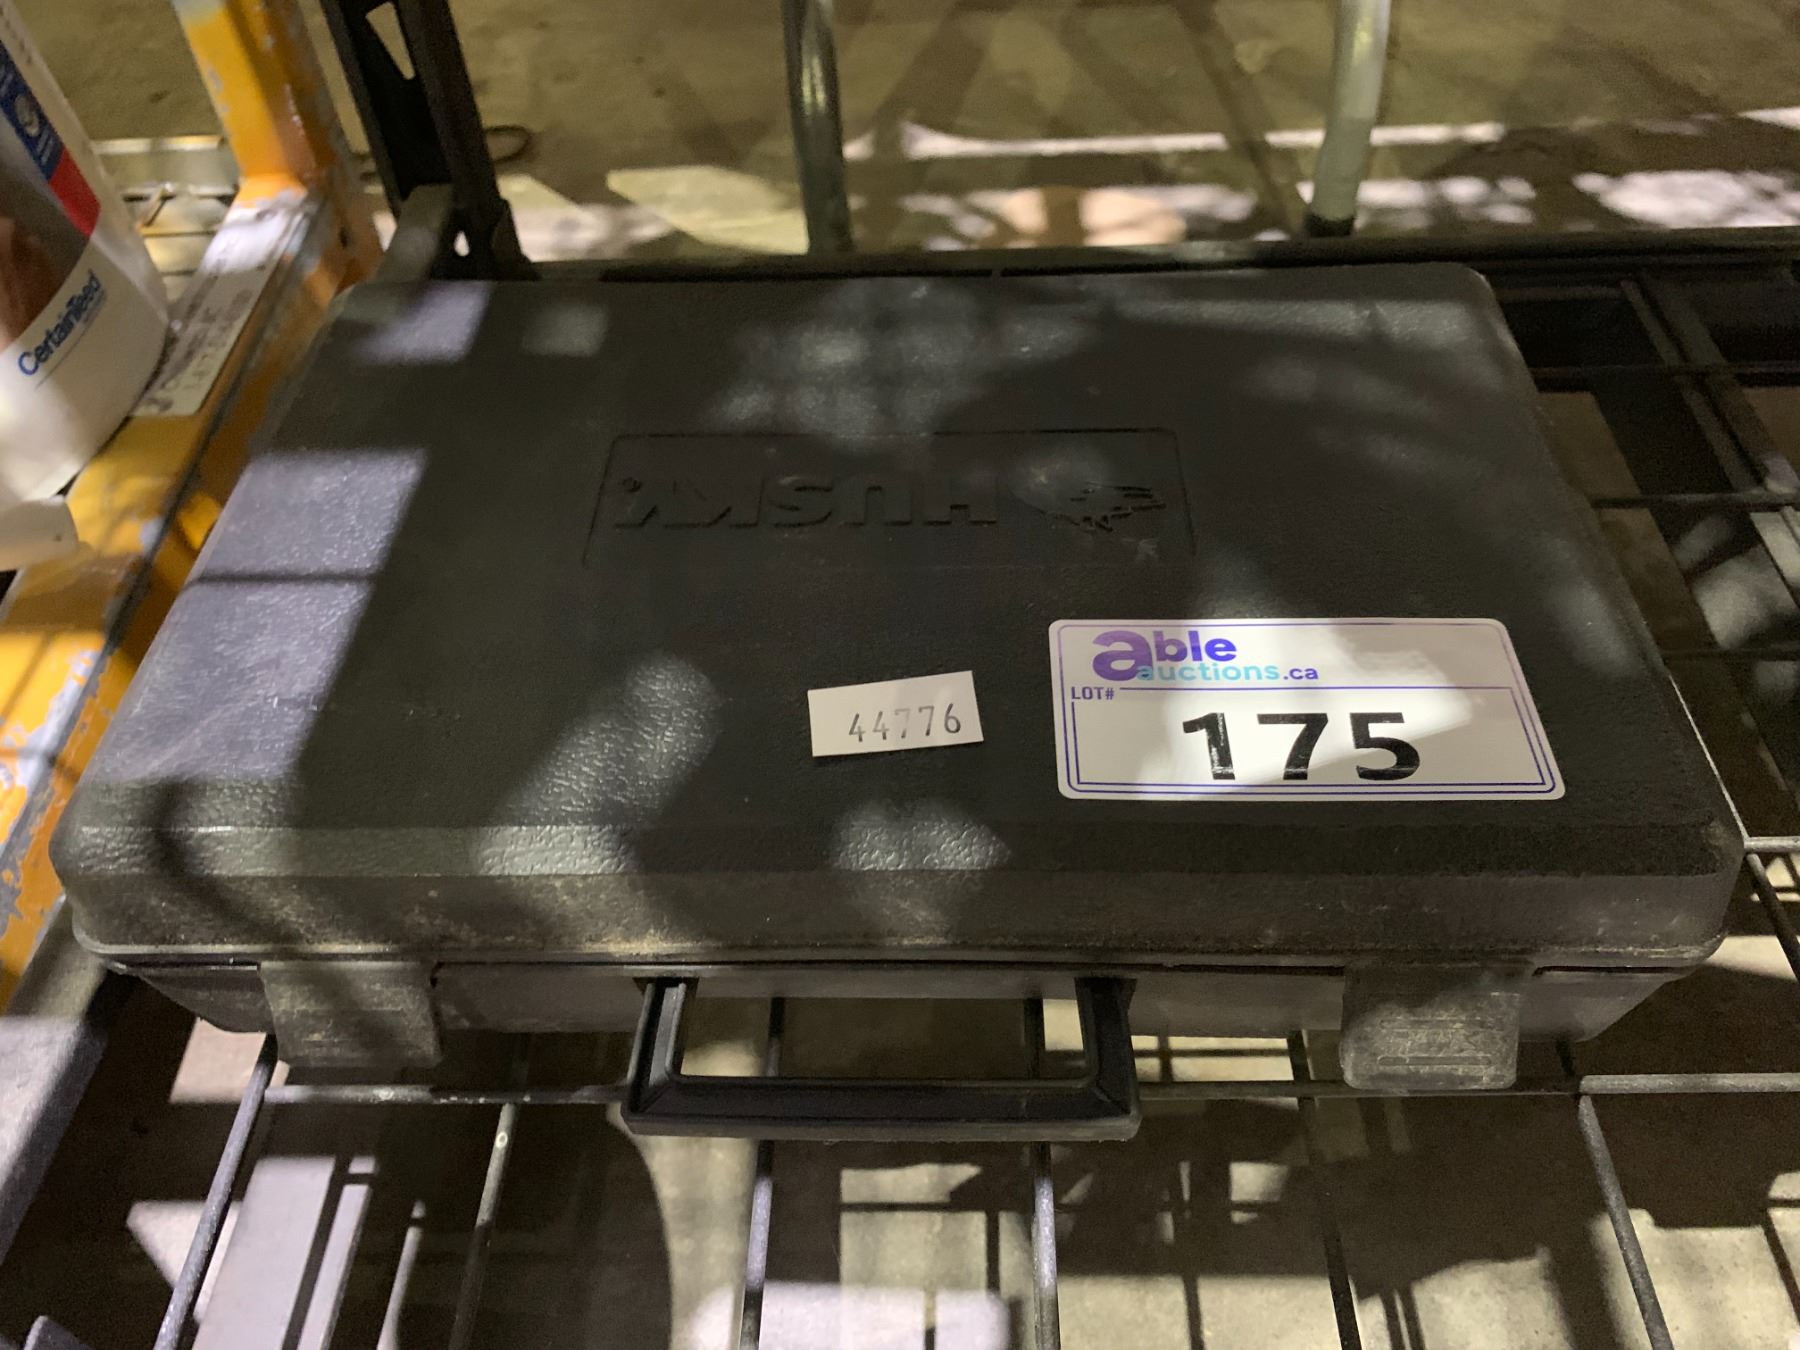 CertainTeed
HUSKY
able
auctions.ca
LOT#
175
44776